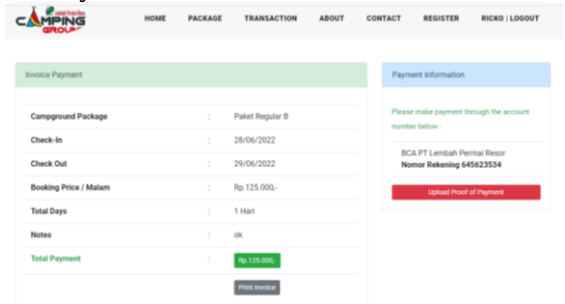 CAMPING
GROUND
HOME PACKAGE TRANSACTION ABOUT CONTACT REGISTER RICKO | LOGOUT
Invoice Payment
Campground Package : Paket Regular B
Check-In : 28/06/2022
Check Out : 29/06/2022
Booking Price / Malam : Rp.125.000,-
Total Days : 1 Hari
Notes : ok
Total Payment : Rp.125.000,-
Print Invoice
Payment Information
Please make payment through the account
number below :
BCA PT Lembah Permai Resor
Nomor Rekening 645623534
Upload Proof of Payment